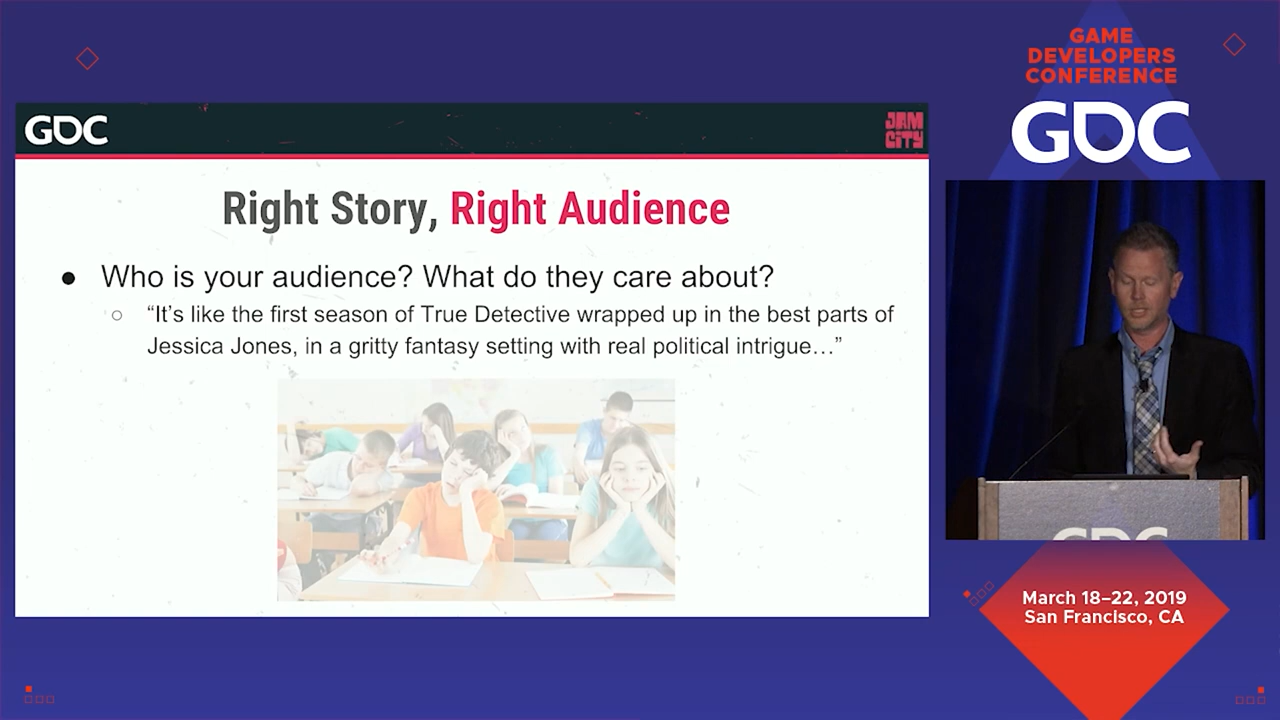 GAME
DEVELOPERS
CONFERENCE
GDC
GDC
JAM
CITY
Right Story, Right Audience
● Who is your audience? What do they care about?
○ “It’s like the first season of True Detective wrapped up in the best parts of
Jessica Jones, in a gritty fantasy setting with real political intrigue…”
GDC
March 18–22, 2019
San Francisco, CA